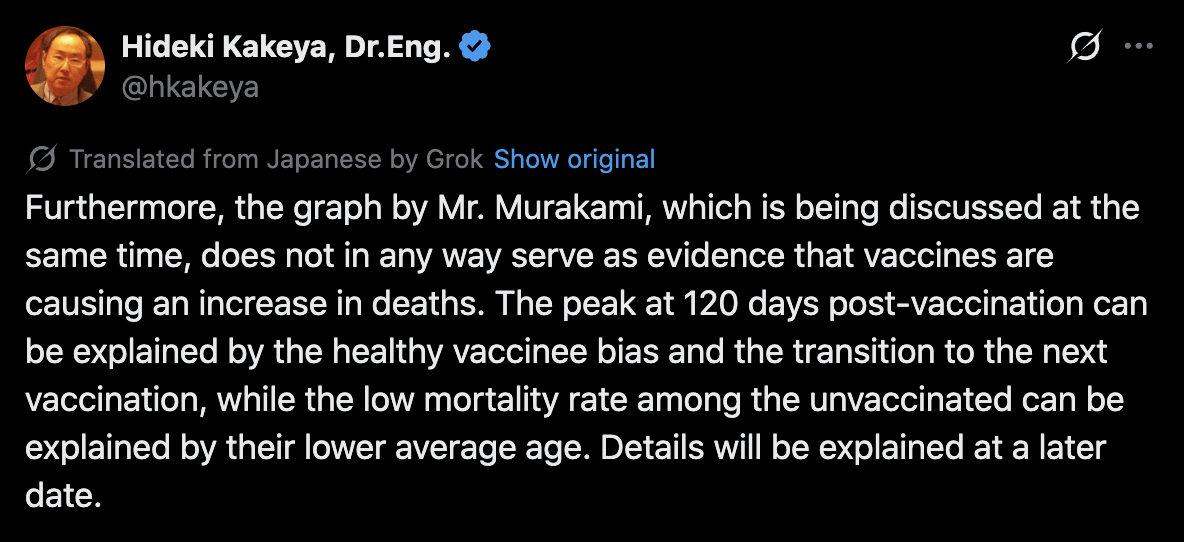 Hideki Kakeya, Dr.Eng.
@hkakeya
Translated from Japanese by Grok Show original
Furthermore, the graph by Mr. Murakami, which is being discussed at the
same time, does not in any way serve as evidence that vaccines are
causing an increase in deaths. The peak at 120 days post-vaccination can
be explained by the healthy vaccinee bias and the transition to the next
vaccination, while the low mortality rate among the unvaccinated can be
explained by their lower average age. Details will be explained at a later
date.